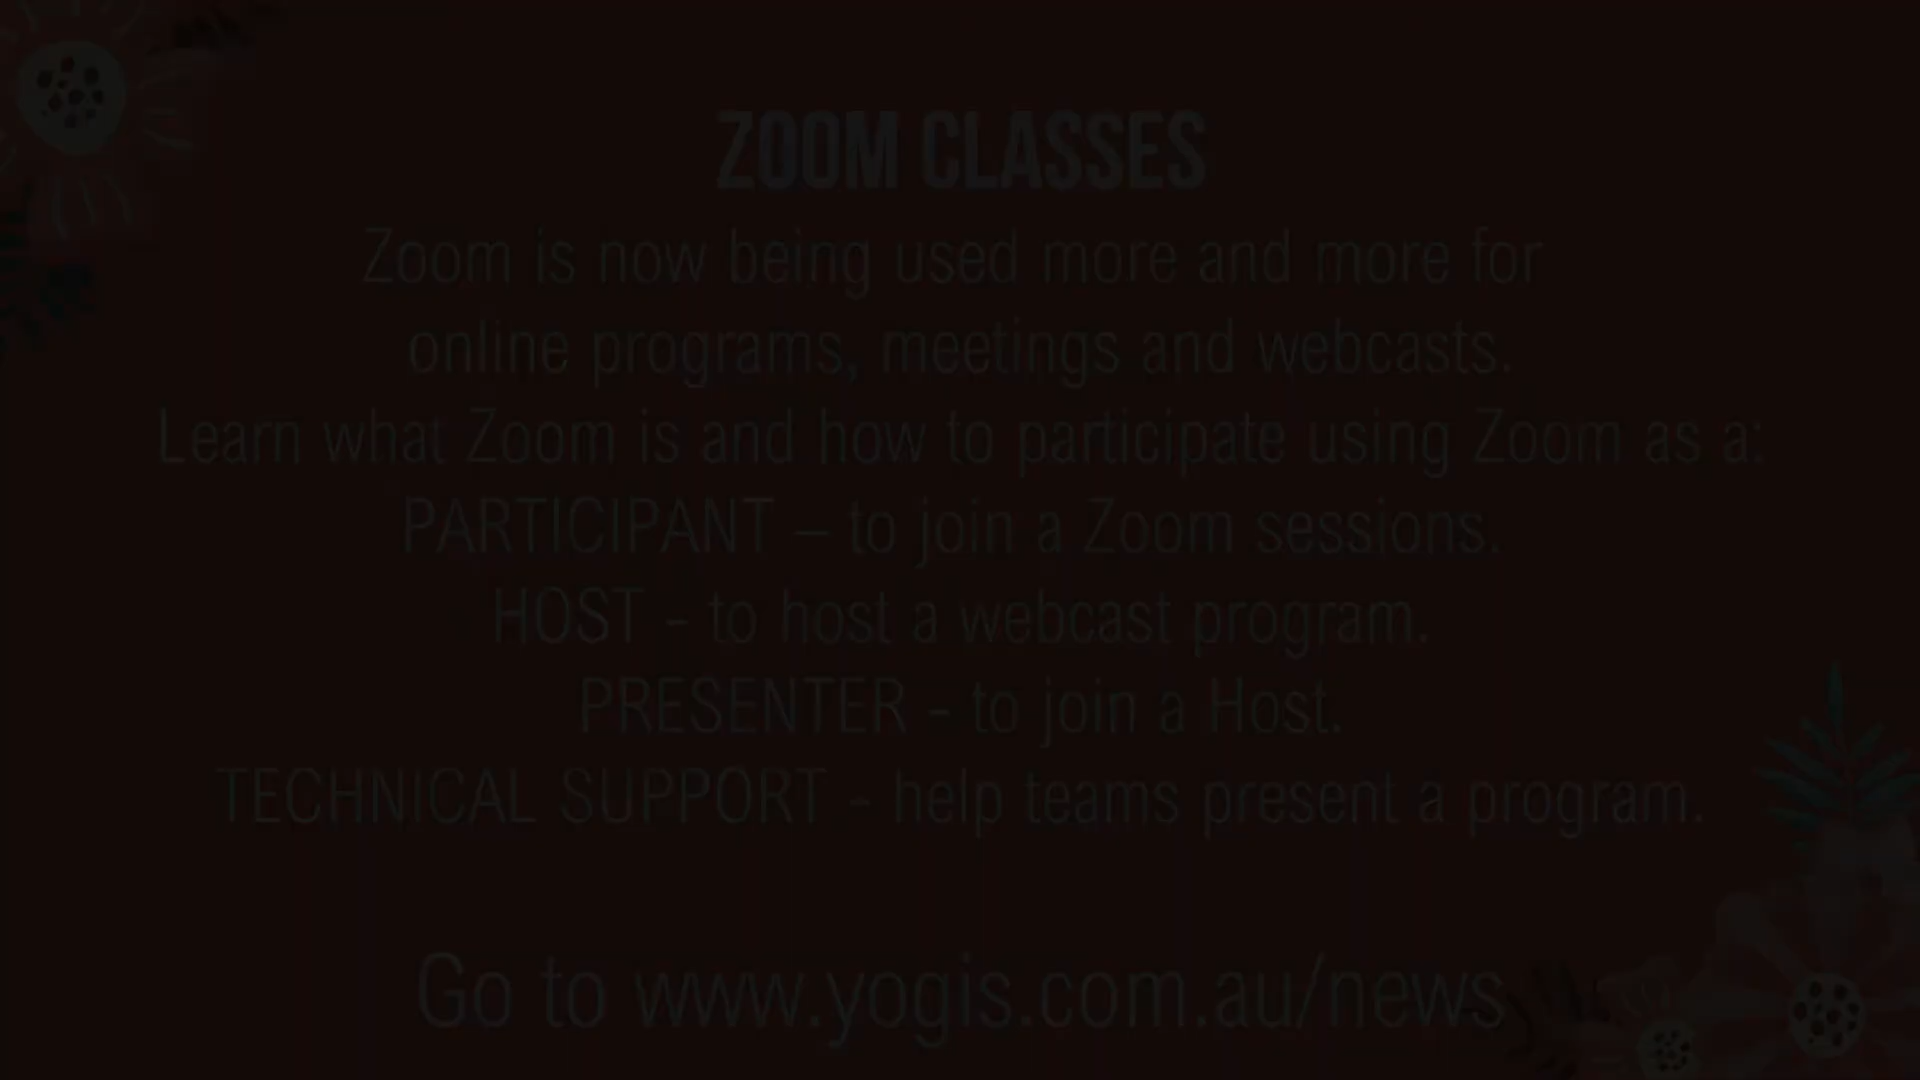 ZOOM CLASSES
Zoom is now being used more and more for
online programs, meetings and webcasts.
Learn what Zoom is and how to participate using Zoom as a:
PARTICIPANT – to join a Zoom sessions.
HOST - to host a webcast program.
PRESENTER - to join a Host.
TECHNICAL SUPPORT - help teams present a program.
Go to www.yogis.com.au/news